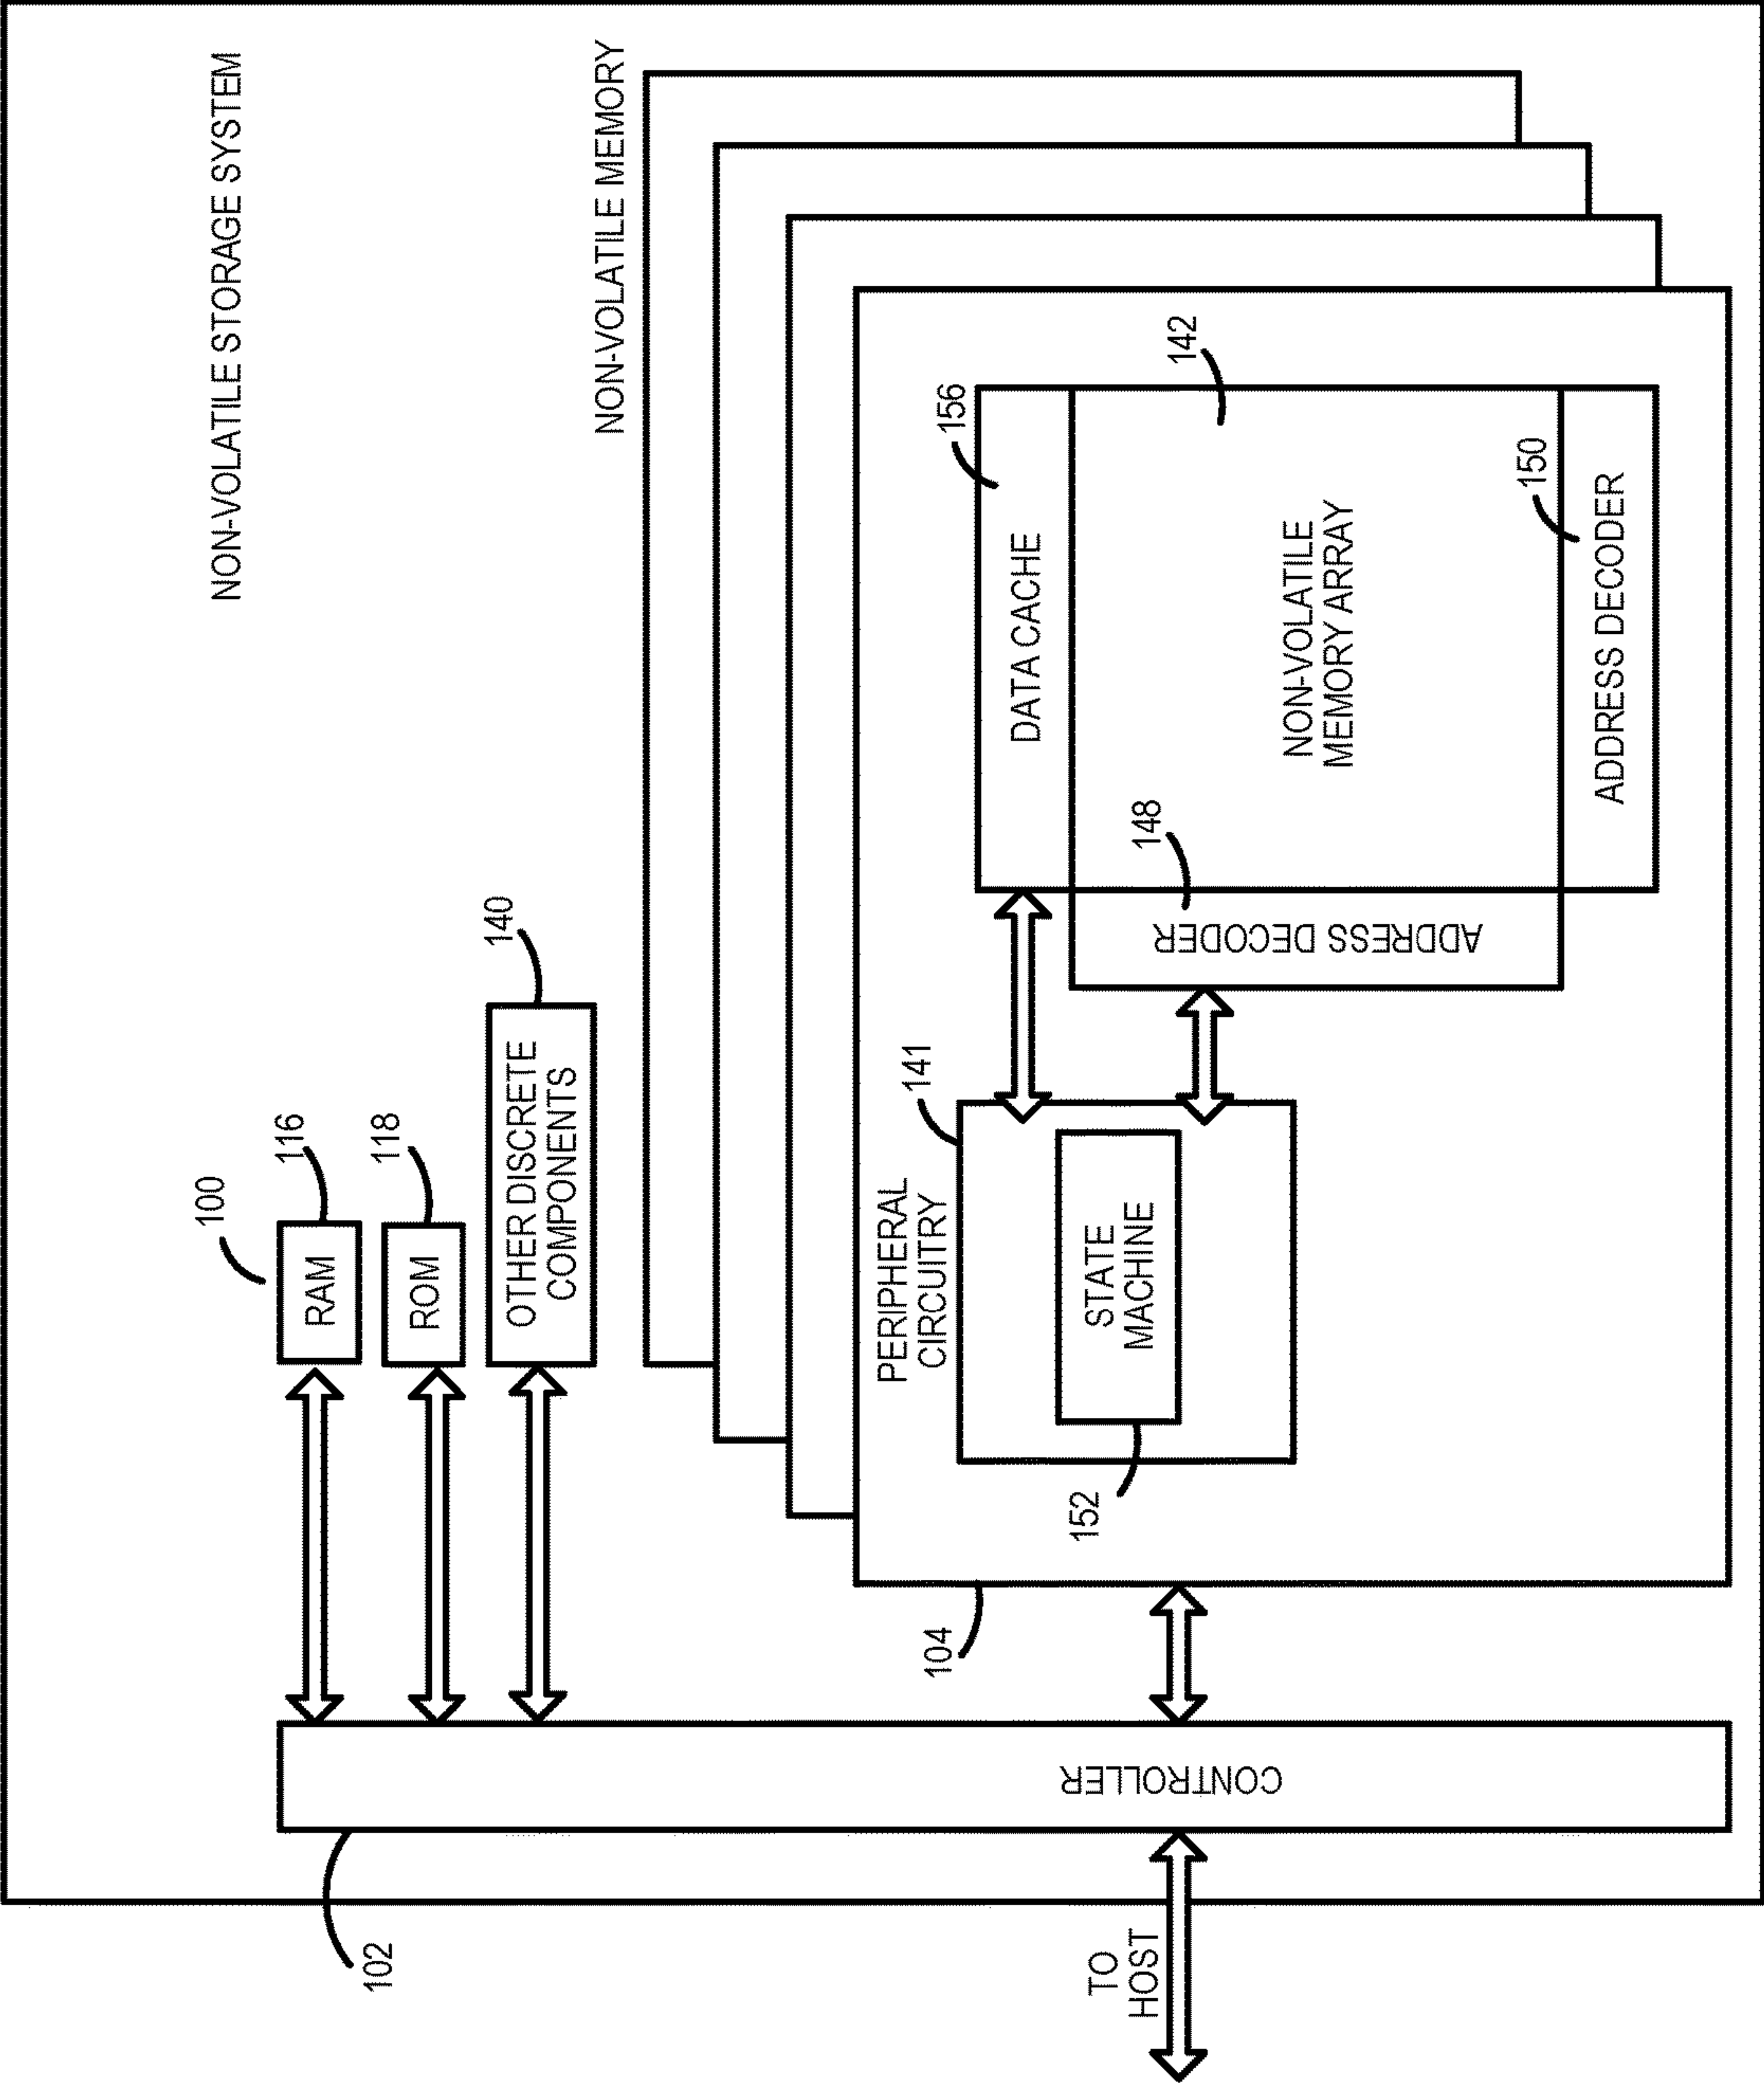 NON-VOLATILE STORAGE SYSTEM
100
RAM
116
ROM
118
OTHER DISCRETE
COMPONENTS
140
NON-VOLATILE MEMORY
102
CONTROLLER
TO
HOST
104
PERIPHERAL
CIRCUITRY
141
STATE
MACHINE
152
DATA CACHE
156
ADDRESS DECODER
148
NON-VOLATILE
MEMORY ARRAY
142
ADDRESS DECODER
150